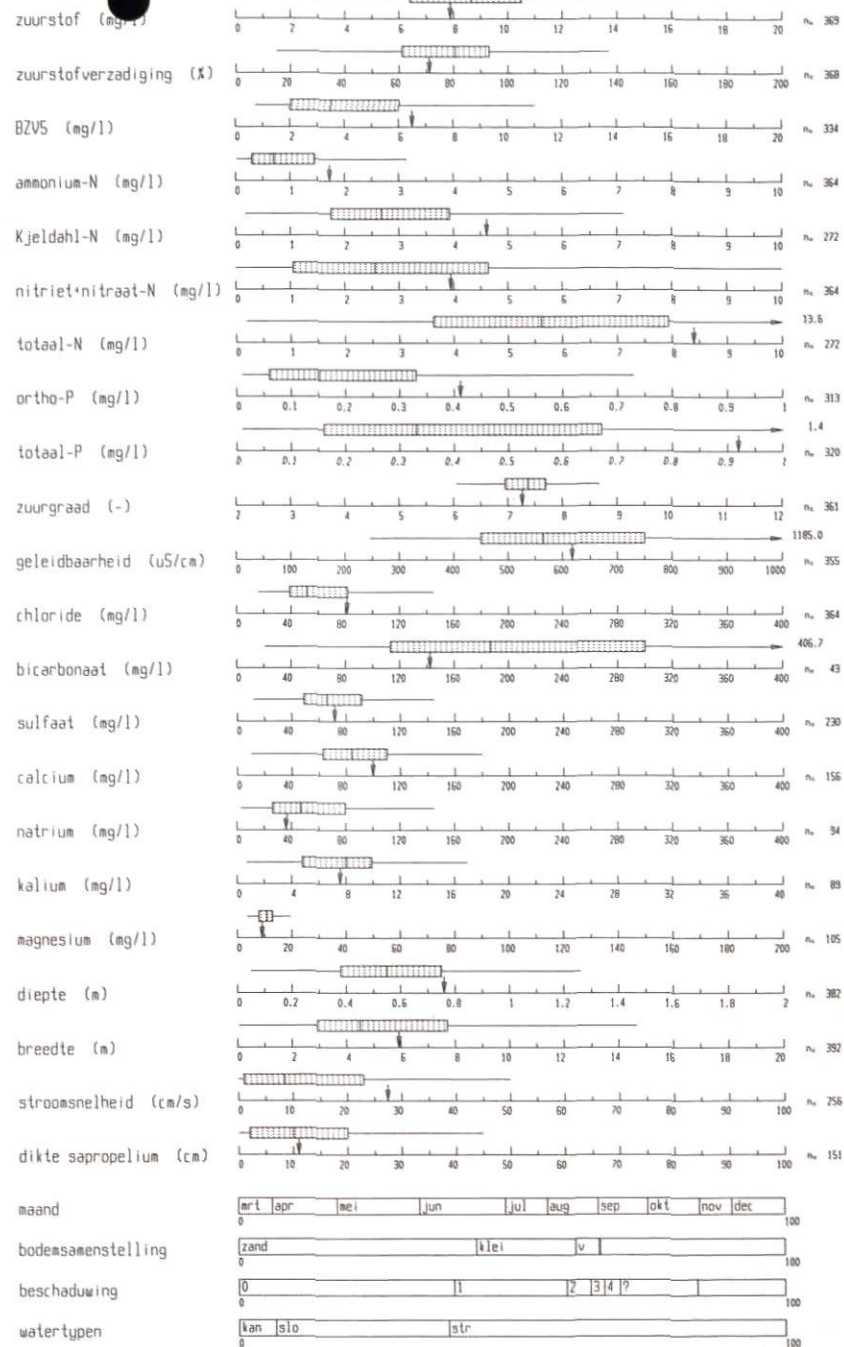 zuurstof (mg/l) 0 2 4 6 8 10 12 14 16 18 20 n= 369
zuurstofverzadiging (%) 0 20 40 60 80 100 120 140 160 180 200 n= 368
BZV5 (mg/l) 0 2 4 6 8 10 12 14 16 18 20 n= 334
ammonium-N (mg/l) 0 1 2 3 4 5 6 7 8 9 10 n= 364
Kjeldahl-N (mg/l) 5 6 7 8 9 10 n= 272
nitriet+nitraat-N (mg/l) 0 1 2 3 4 5 6 7 8 9 10 n= 364
13.6
totaal-N (mg/l) 0 1 2 3 4 5 6 7 8 9 10 n= 272
ortho-P (mg/l) 0 0.1 0.2 0.3 0.4 0.5 0.6 0.7 0.8 0.9 1 n= 313
1.4
totaal-P (mg/l) 0 0.1 0.2 0.3 0.4 0.5 0.6 0.7 0.8 0.9 1 n= 320
zuurgraad (-) 2 3 4 5 6 7 8 9 10 11 12 n= 361
1185.0
geleidbaarheid (uS/cm) 0 100 200 300 400 500 600 700 800 900 1000 n= 355
chloride (mg/l) 0 40 80 120 160 200 240 280 320 360 400 n= 364
406.7
bicarbonaat (mg/l) 0 40 80 120 160 200 240 280 320 360 400 n= 43
sulfaat (mg/l) 0 40 80 120 160 200 240 280 320 360 400 n= 230
calcium (mg/l) 0 40 80 120 160 200 240 280 320 360 400 n= 156
natrium (mg/l) 0 40 80 120 160 200 240 280 320 360 400 n= 94
kalium (mg/l) 0 4 8 12 16 20 24 28 32 36 40 n= 89
magnesium (mg/l) 0 20 40 60 80 100 120 140 160 180 200 n= 105
diepte (m) 0 0.2 0.4 0.6 0.8 1 1.2 1.4 1.6 1.8 2 n= 382
breedte (m) 0 2 4 6 8 10 12 14 16 18 20 n= 392
stroomsnelheid (cm/s) 0 10 20 30 40 50 60 70 80 90 100 n= 256
dikte sapropelium (cm) 0 10 20 30 40 50 60 70 80 90 100 n= 151
maand mrt apr mei jun jul aug sep okt nov dec
0 100
bodemsamenstelling zand klei v
0 100
beschaduwing 0 1 2 3 4 ?
0 100
watertypen kan slo str
0 100